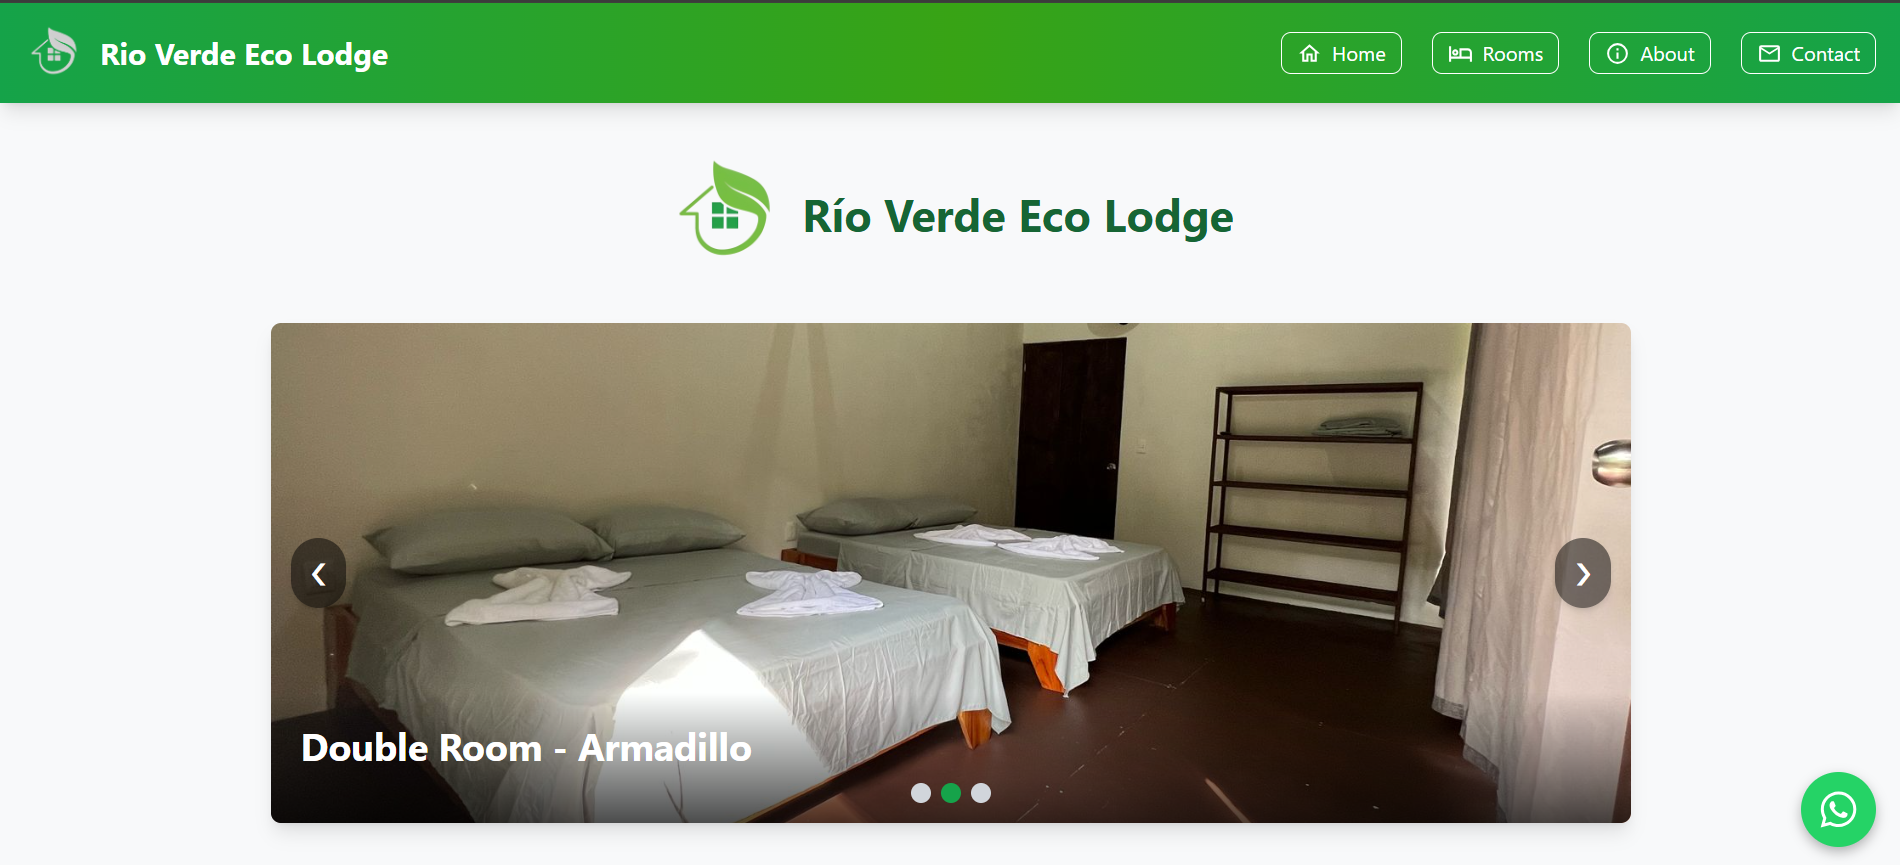 Rio Verde Eco Lodge
Home
Rooms
About
Contact
Río Verde Eco Lodge
Double Room - Armadillo